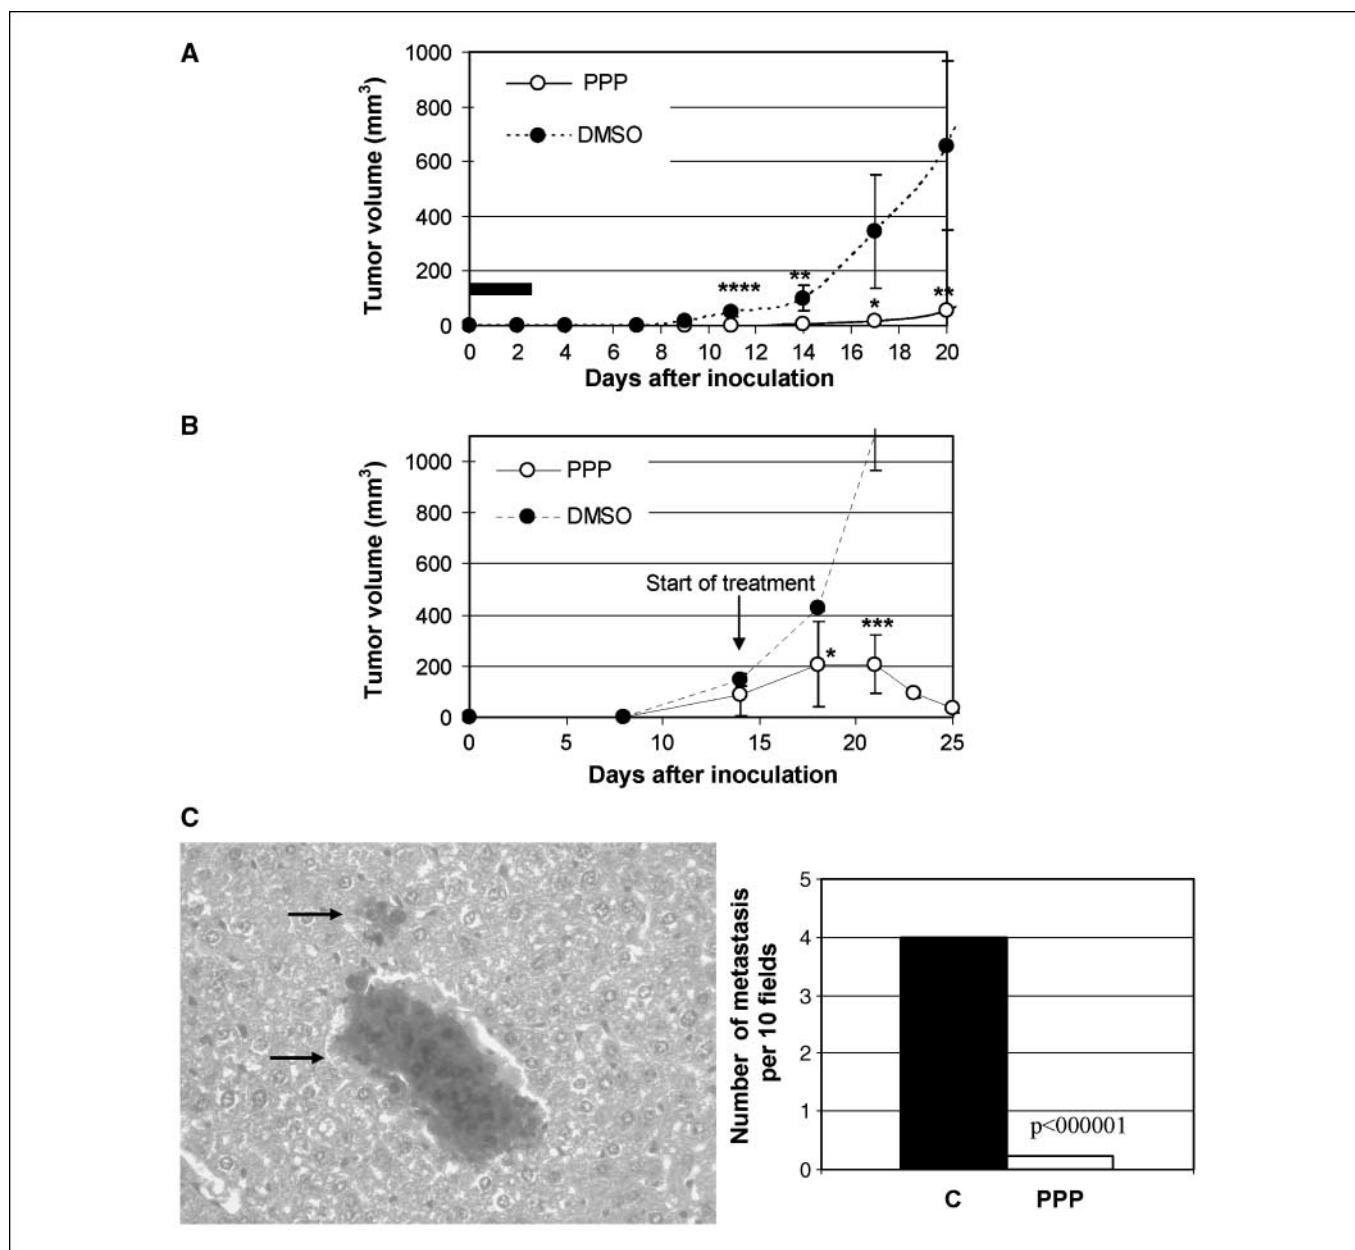 A
1000
800
600
400
200
0
Tumor volume (mm³)
PPP
DMSO
****
**
*
**
0 2 4 6 8 10 12 14 16 18 20
Days after inoculation
B
1000
800
600
400
200
0
Tumor volume (mm³)
PPP
DMSO
Start of treatment
*
***
0 5 10 15 20 25
Days after inoculation
C
Number of metastasis
per 10 fields
5
4
3
2
1
0
p<000001
C PPP